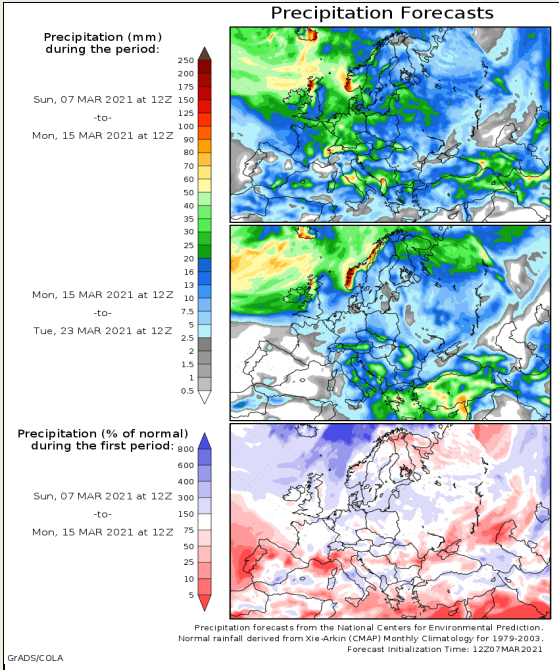 Precipitation Forecasts
Precipitation (mm)
during the period:
Sun, 07 MAR 2021 at 12Z
-to-
Mon, 15 MAR 2021 at 12Z
250
200
175
150
125
100
90
80
70
60
50
40
35
30
25
20
16
13
10
7.5
5
2.5
2
1.5
1
0.5
Mon, 15 MAR 2021 at 12Z
-to-
Tue, 23 MAR 2021 at 12Z
Precipitation (% of normal)
during the first period:
Sun, 07 MAR 2021 at 12Z
-to-
Mon, 15 MAR 2021 at 12Z
800
600
400
300
150
75
50
25
10
5
Precipitation forecasts from the National Centers for Environmental Prediction.
Normal rainfall derived from Xie-Arkin (CMAP) Monthly Climatology for 1979-2003.
Forecast Initialization Time: 12Z07MAR2021
GrADS/COLA